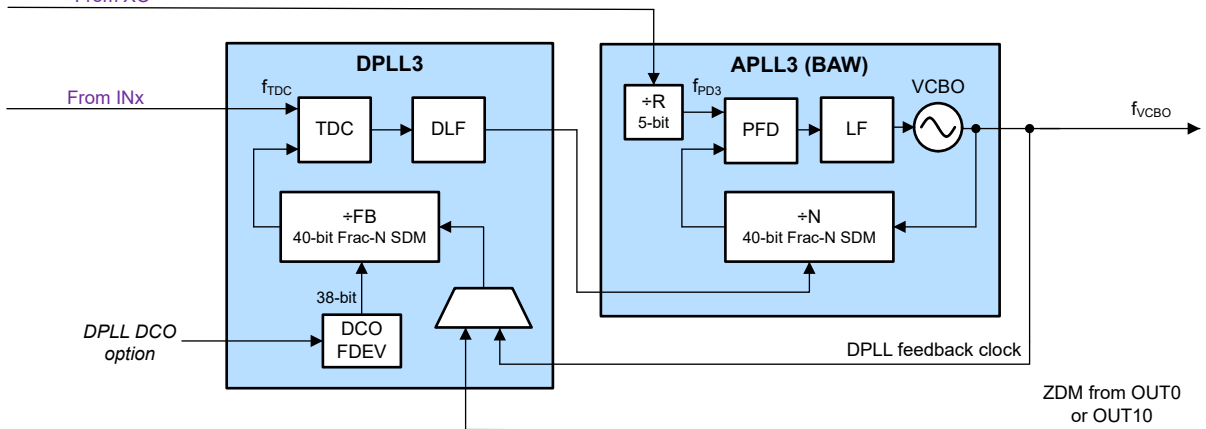 From XO
DPLL3
APLL3 (BAW)
From INx
fTDC
TDC
DLF
÷R
5-bit
fPD3
PFD
LF
VCBO
fVCBO
÷FB
40-bit Frac-N SDM
÷N
40-bit Frac-N SDM
38-bit
DPLL DCO
option
DCO
FDEV
DPLL feedback clock
ZDM from OUT0
or OUT10